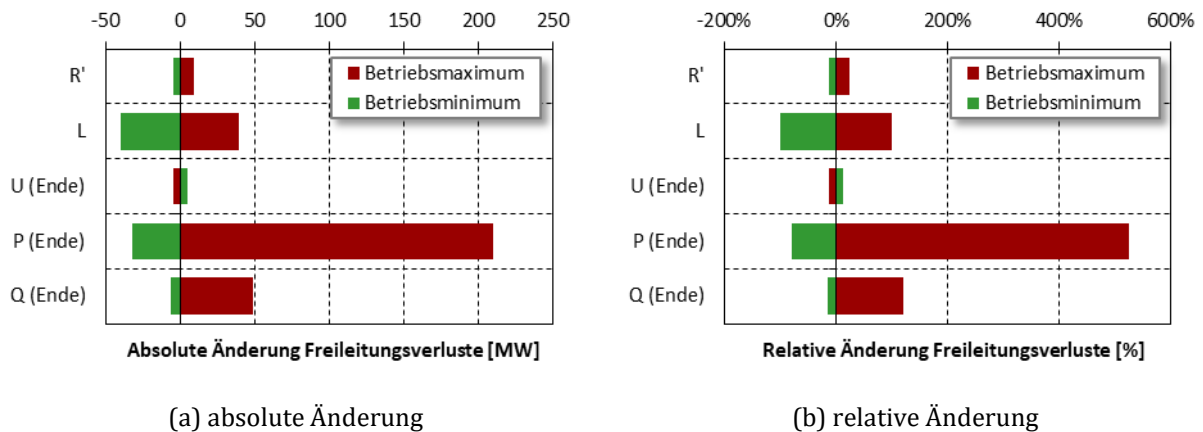 -50 0 50 100 150 200 250
R'
L
U (Ende)
P (Ende)
Q (Ende)
Betriebsmaximum
Betriebsminimum
Absolute Änderung Freileitungsverluste [MW]
(a) absolute Änderung
-200% 0% 200% 400% 600%
R'
L
U (Ende)
P (Ende)
Q (Ende)
Betriebsmaximum
Betriebsminimum
Relative Änderung Freileitungsverluste [%]
(b) relative Änderung